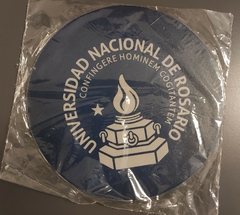 UNIVERSIDAD NACIONAL DE ROSARIO
CONFINGERE HOMINEM COGITANTEM